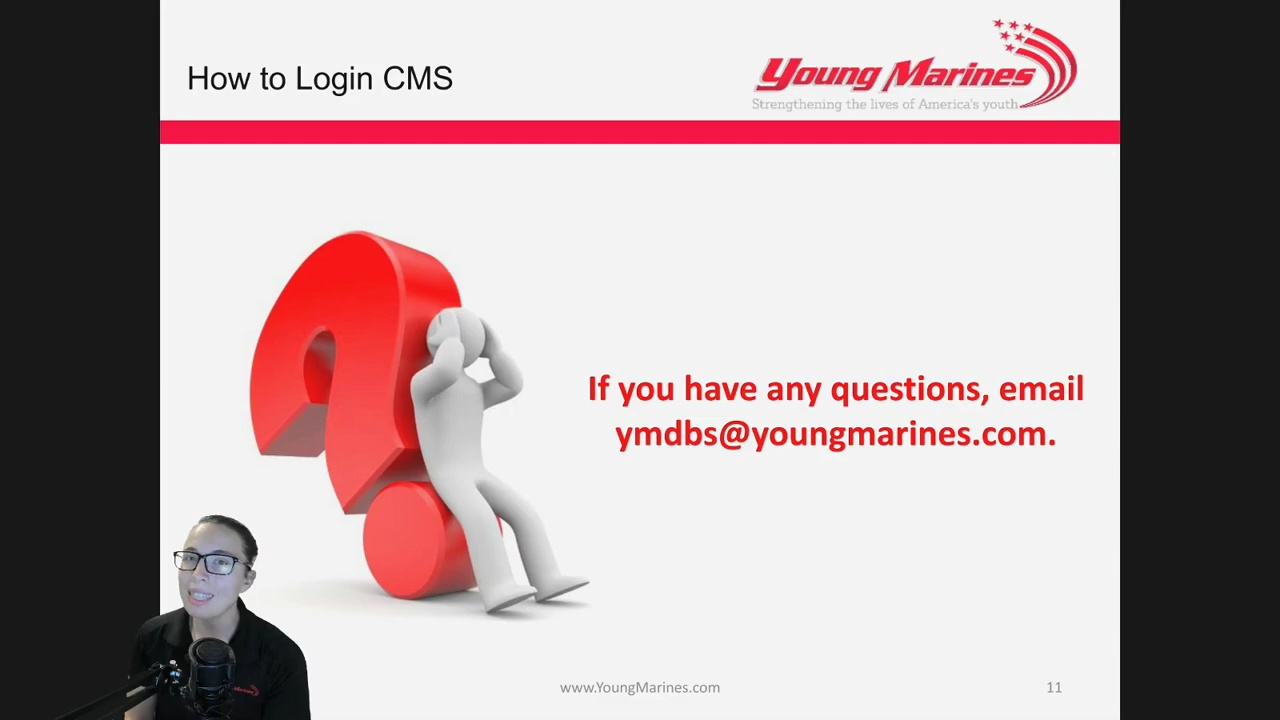 How to Login CMS
Young Marines
Strengthening the lives of America's youth
If you have any questions, email
ymdbs@youngmarines.com.
www.YoungMarines.com
11